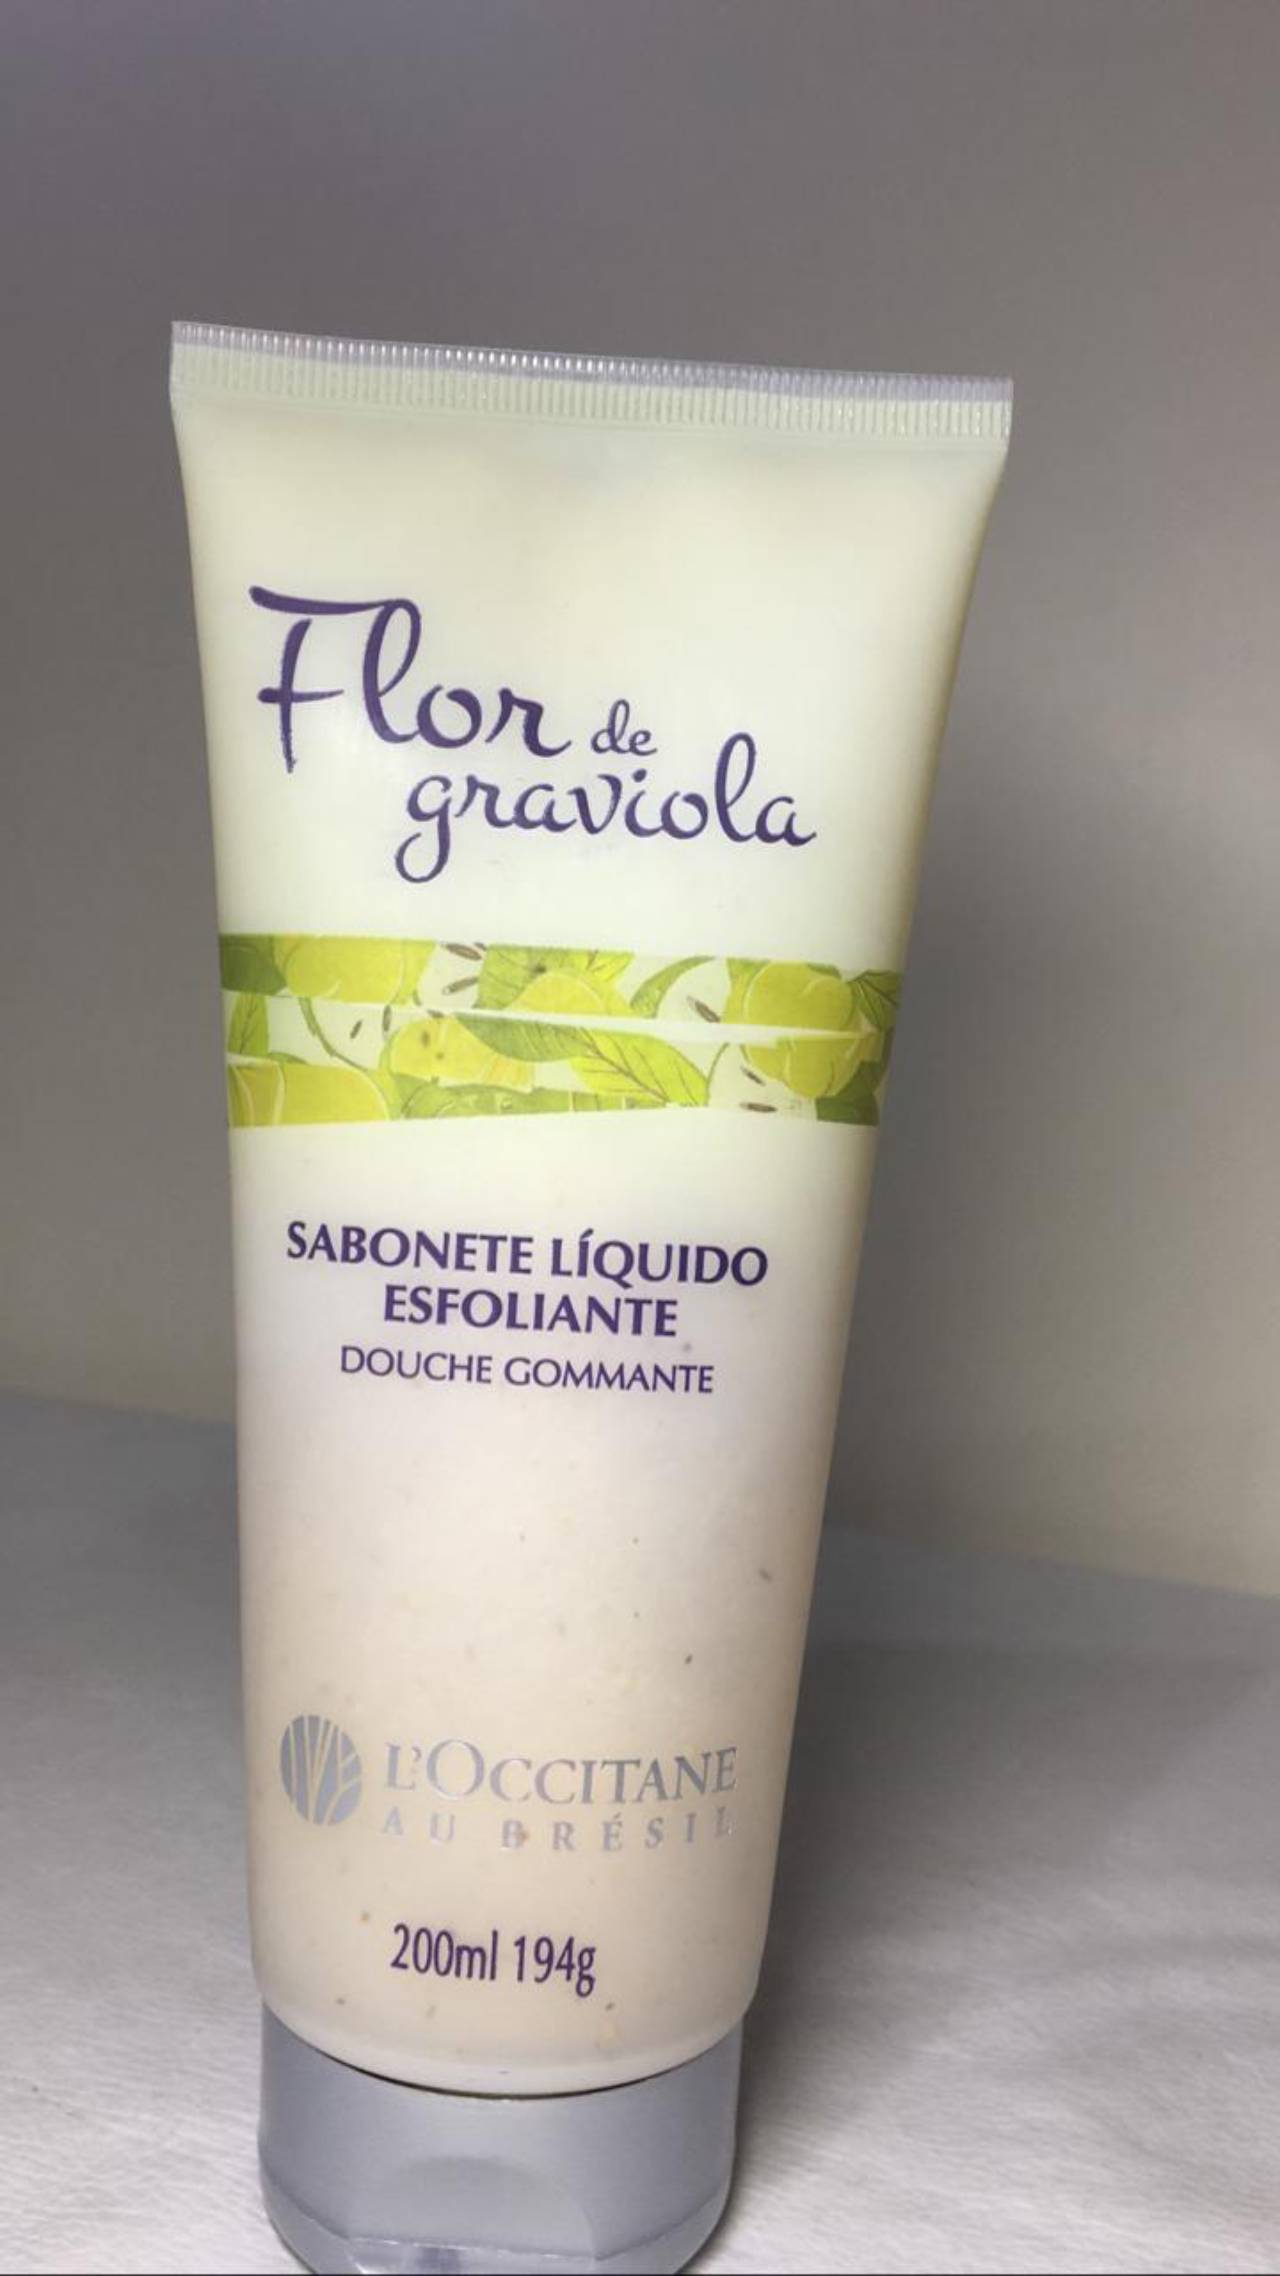 Flor de
graviola
SABONETE LÍQUIDO
ESFOLIANTE
DOUCHE GOMMANTE
L'OCCITANE
AU BRÉSIL
200ml 194g